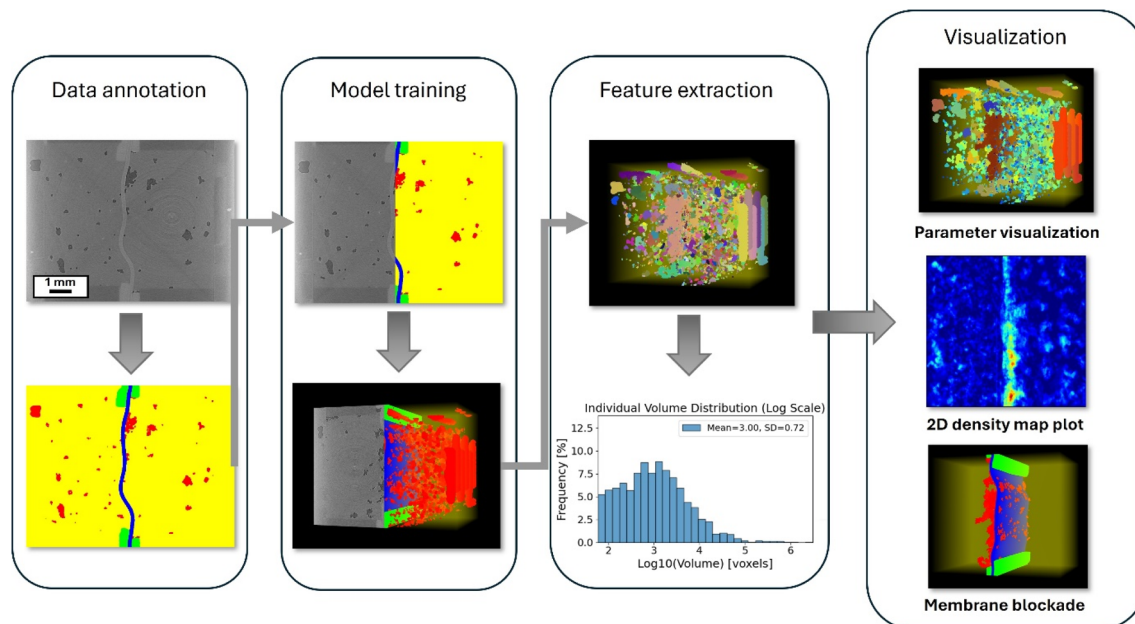 Data annotation
1 mm
Model training
Feature extraction
Individual Volume Distribution (Log Scale)
Mean=3.00, SD=0.72
Frequency [%]
12.5
10.0
7.5
5.0
2.5
0.0
2 3 4 5 6
Log10(Volume) [voxels]
Visualization
Parameter visualization
2D density map plot
Membrane blockade